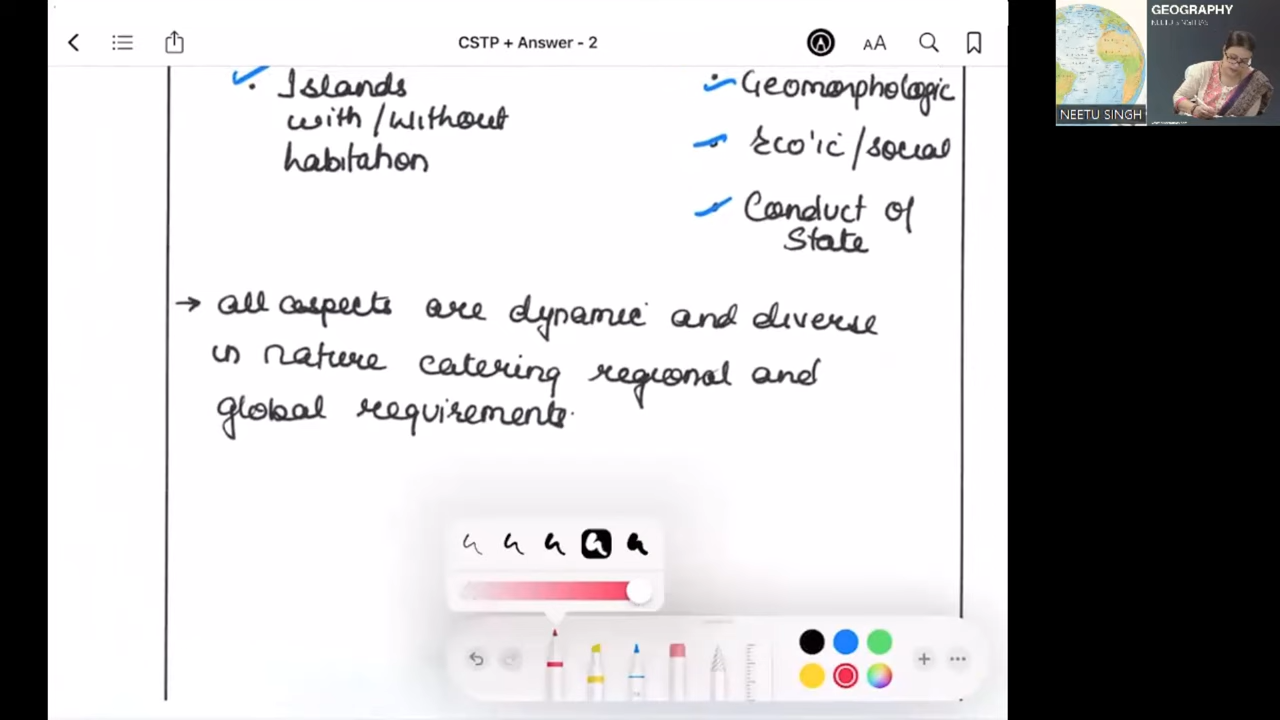 CSTP + Answer - 2
AA
GEOGRAPHY
NEETU SINGH
Islands
with/without
habitation
Geomorphologic
Eco'ic/social
Conduct of
State
→ all aspects are dynamic and diverse
in nature catering regional and
global requirements.